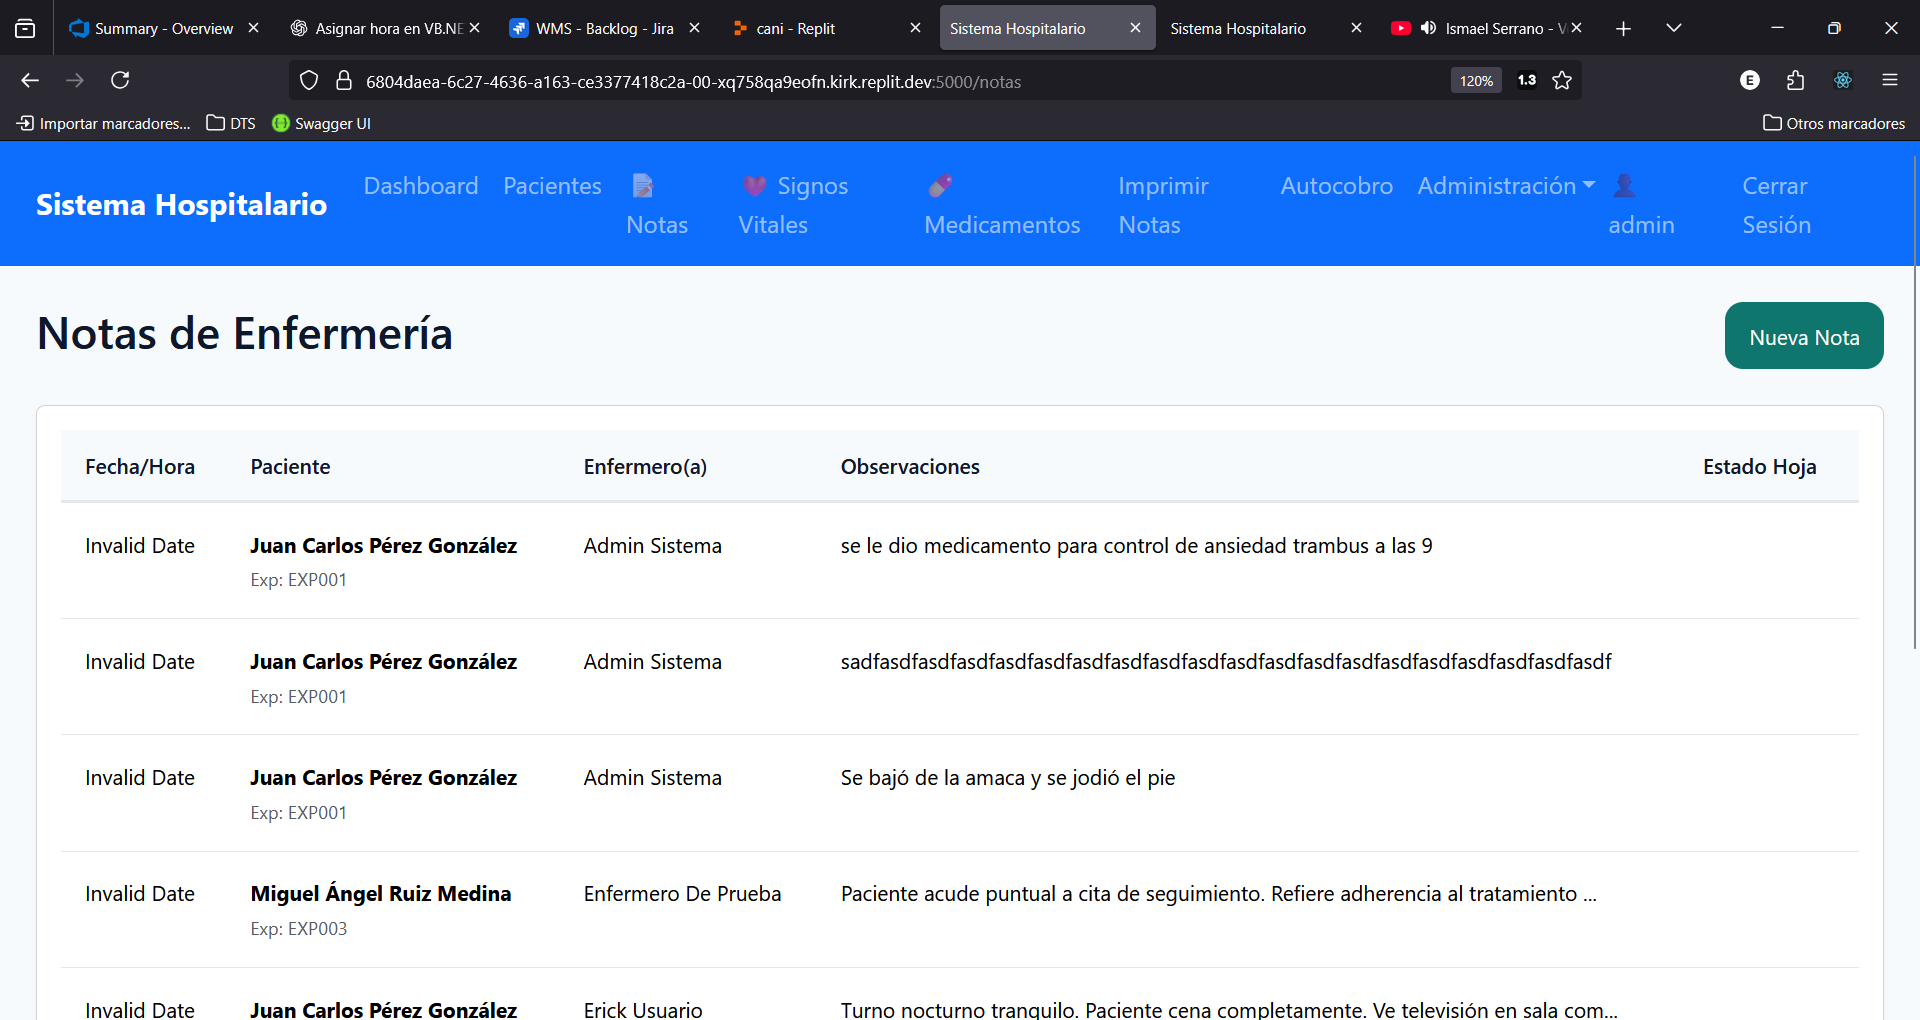 Summary - Overview
Asignar hora en VB.NE
WMS - Backlog - Jira
cani - Replit
Sistema Hospitalario
Sistema Hospitalario
Ismael Serrano - V
6804daea-6c27-4636-a163-ce3377418c2a-00-xq758qa9eofn.kirk.replit.dev:5000/notas
120%
1.3
E
Importar marcadores...
DTS
Swagger UI
Otros marcadores
Sistema Hospitalario
Dashboard
Pacientes
Notas
Signos
Vitales
Medicamentos
Imprimir
Notas
Autocobro
Administración
admin
Cerrar
Sesión
Notas de Enfermería
Nueva Nota
Fecha/Hora Paciente Enfermero(a) Observaciones Estado Hoja
Invalid Date Juan Carlos Pérez González Admin Sistema se le dio medicamento para control de ansiedad trambus a las 9
Exp: EXP001
Invalid Date Juan Carlos Pérez González Admin Sistema sadfasdfasdfasdfasdfasdfasdfasdfasdfasdfasdfasdfasdfasdfasdfasdfasdfasdfasdf
Exp: EXP001
Invalid Date Juan Carlos Pérez González Admin Sistema Se bajó de la amaca y se jodió el pie
Exp: EXP001
Invalid Date Miguel Ángel Ruiz Medina Enfermero De Prueba Paciente acude puntual a cita de seguimiento. Refiere adherencia al tratamiento ...
Exp: EXP003
Invalid Date Juan Carlos Pérez González Erick Usuario Turno nocturno tranquilo. Paciente cena completamente. Ve televisión en sala com...